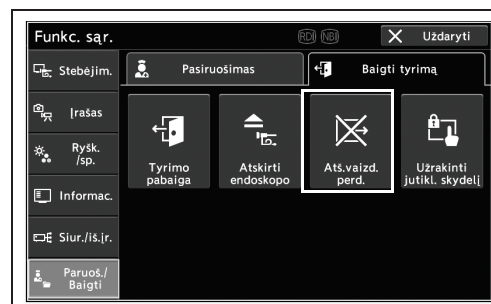 Funkc. sąr.
RDI NBI
Uždaryti
Stebėjim.
Įrašas
Ryšk.
/sp.
Informac.
Siur./iš.įr.
Paruoš./
Baigti
Pasiruošimas
Baigti tyrimą
Tyrimo
pabaiga
Atskirti
endoskopo
Atš.vaizd.
perd.
Užrakinti
jutikl. skydelį